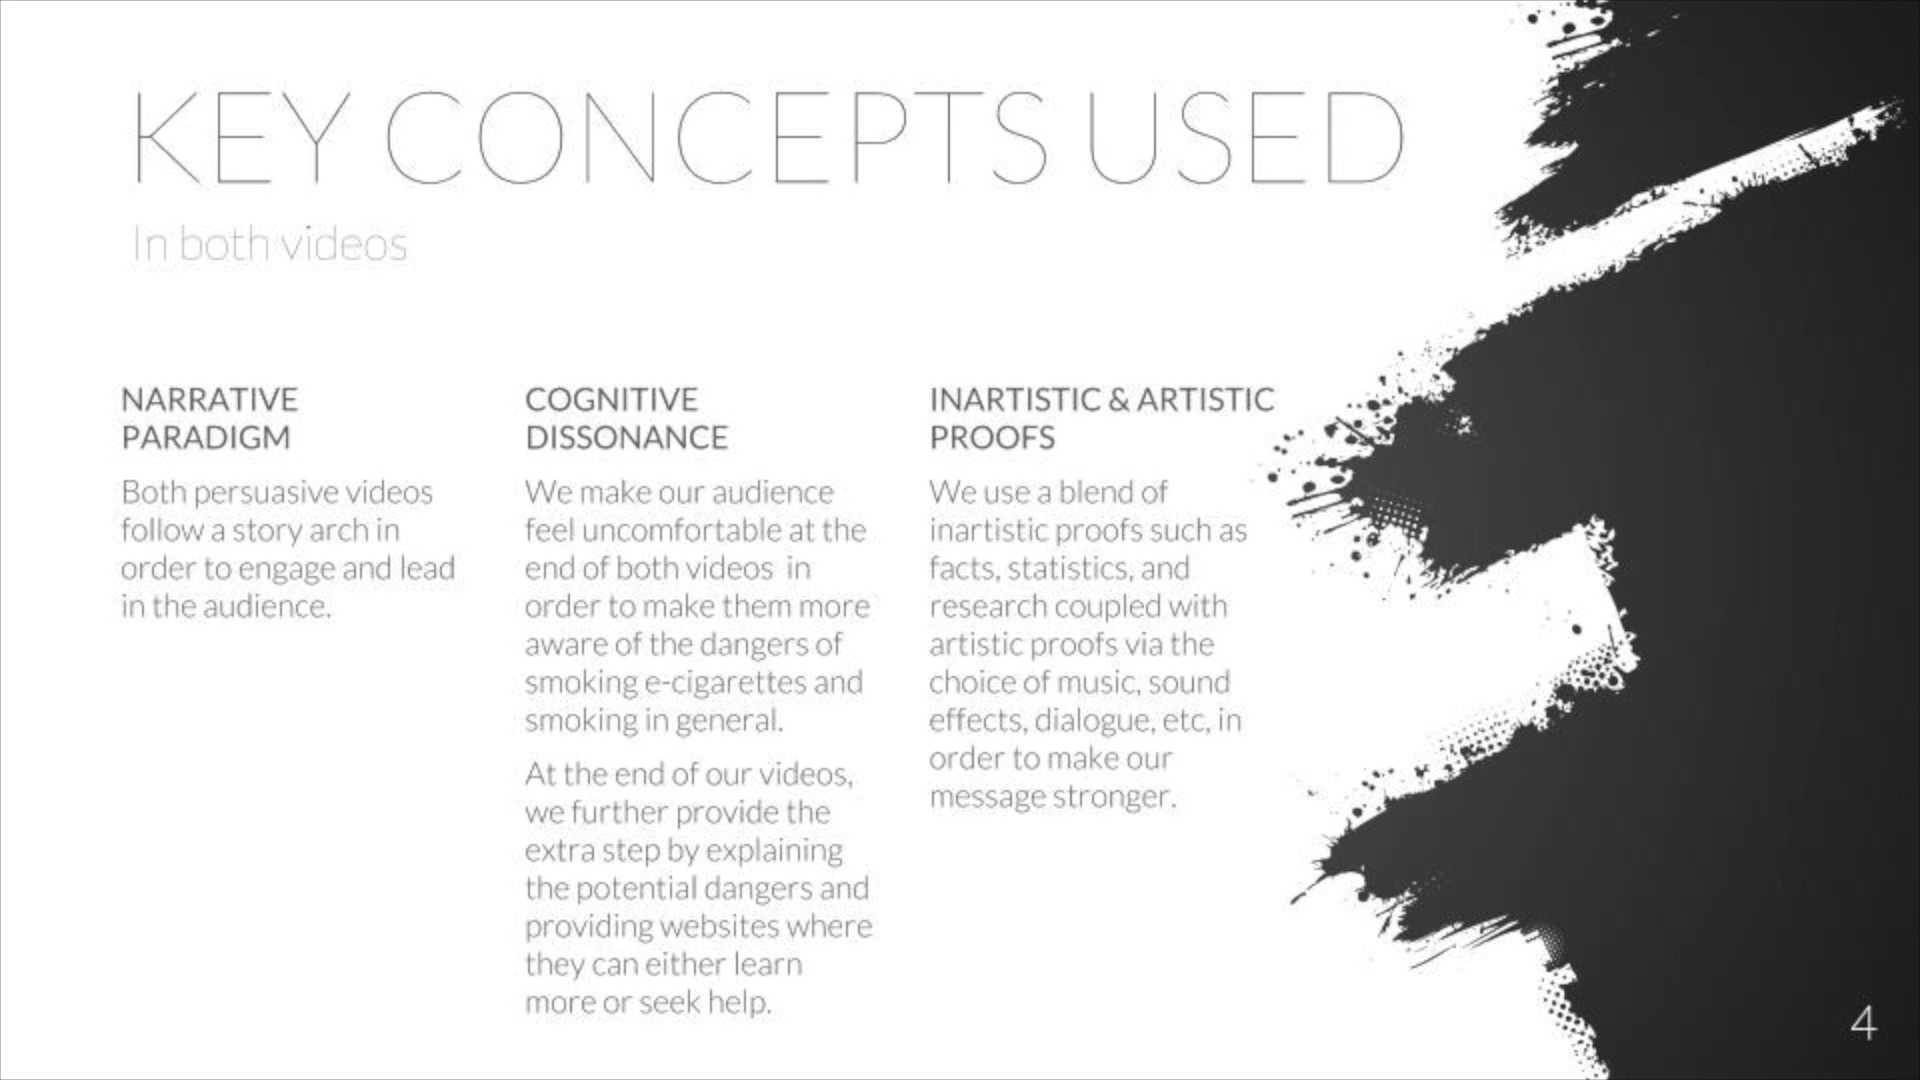 KEY CONCEPTS USED
In both videos
NARRATIVE
PARADIGM
Both persuasive videos
follow a story arch in
order to engage and lead
in the audience.
COGNITIVE
DISSONANCE
We make our audience
feel uncomfortable at the
end of both videos in
order to make them more
aware of the dangers of
smoking e-cigarettes and
smoking in general.
At the end of our videos,
we further provide the
extra step by explaining
the potential dangers and
providing websites where
they can either learn
more or seek help.
INARTISTIC & ARTISTIC
PROOFS
We use a blend of
inartistic proofs such as
facts, statistics, and
research coupled with
artistic proofs via the
choice of music, sound
effects, dialogue, etc, in
order to make our
message stronger.
4